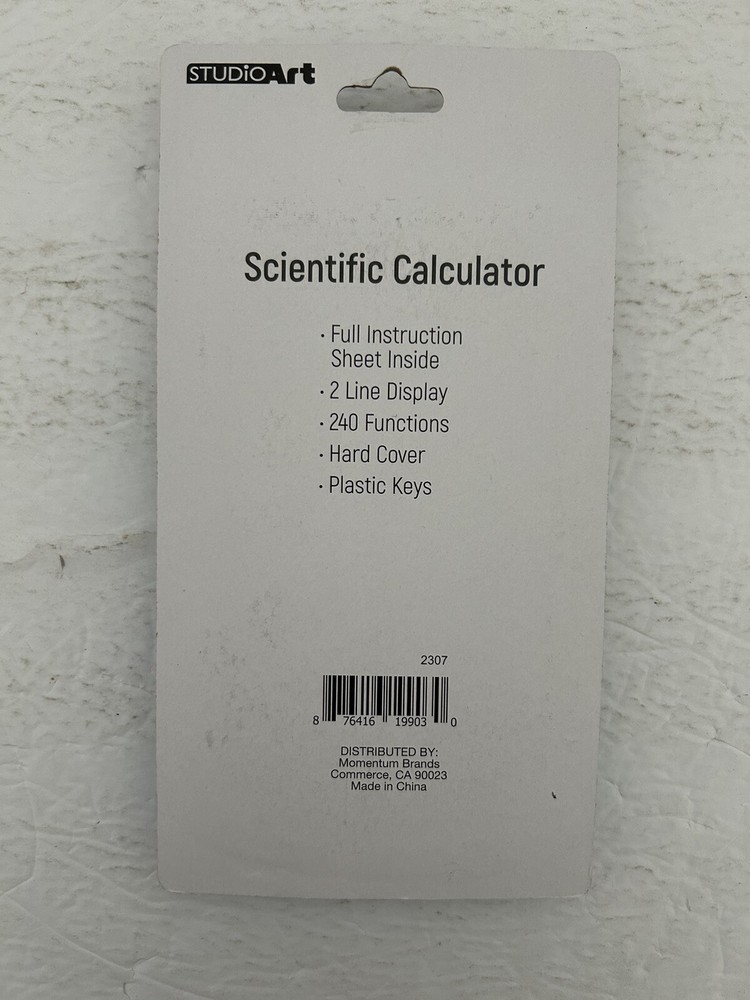 STUDiOArt
Scientific Calculator
· Full Instruction
Sheet Inside
· 2 Line Display
· 240 Functions
· Hard Cover
· Plastic Keys
2307
8 76416 19903 0
DISTRIBUTED BY:
Momentum Brands
Commerce, CA 90023
Made in China